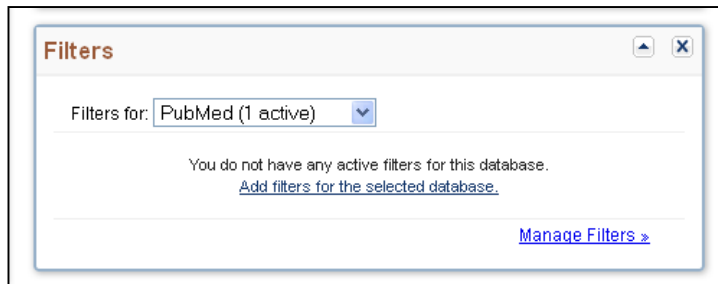 Filters
Filters for: PubMed (1 active)
You do not have any active filters for this database.
Add filters for the selected database.
Manage Filters »